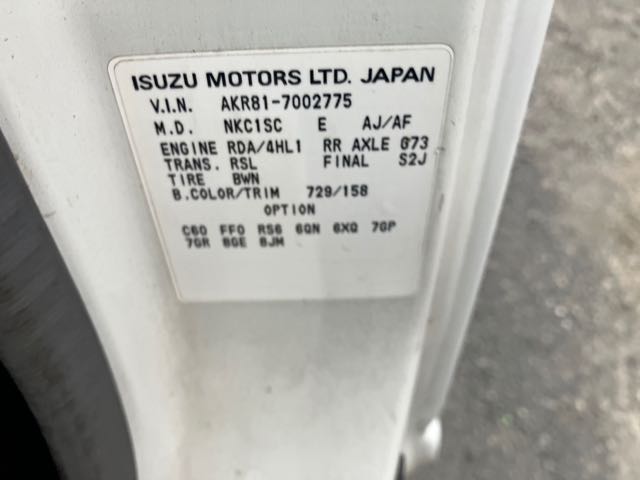 ISUZU MOTORS LTD. JAPAN
V.I.N. AKR81-7002775
M.D. NKC1SC E AJ/AF
ENGINE RDA/4HL1 RR AXLE G73
TRANS. RSL FINAL S2J
TIRE BWN
B.COLOR/TRIM 729/158
OPTION
C60 FF0 RS6 6QN 6XQ 7GP
7GR 8GE 8JM